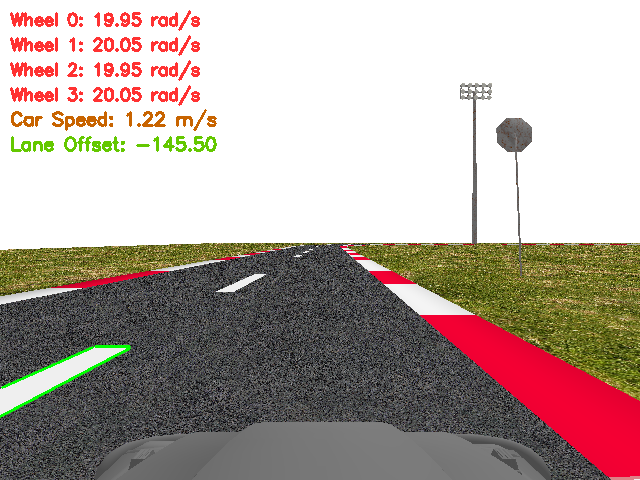 Wheel 0: 19.95 rad/s
Wheel 1: 20.05 rad/s
Wheel 2: 19.95 rad/s
Wheel 3: 20.05 rad/s
Car Speed: 1.22 m/s
Lane Offset: -145.50